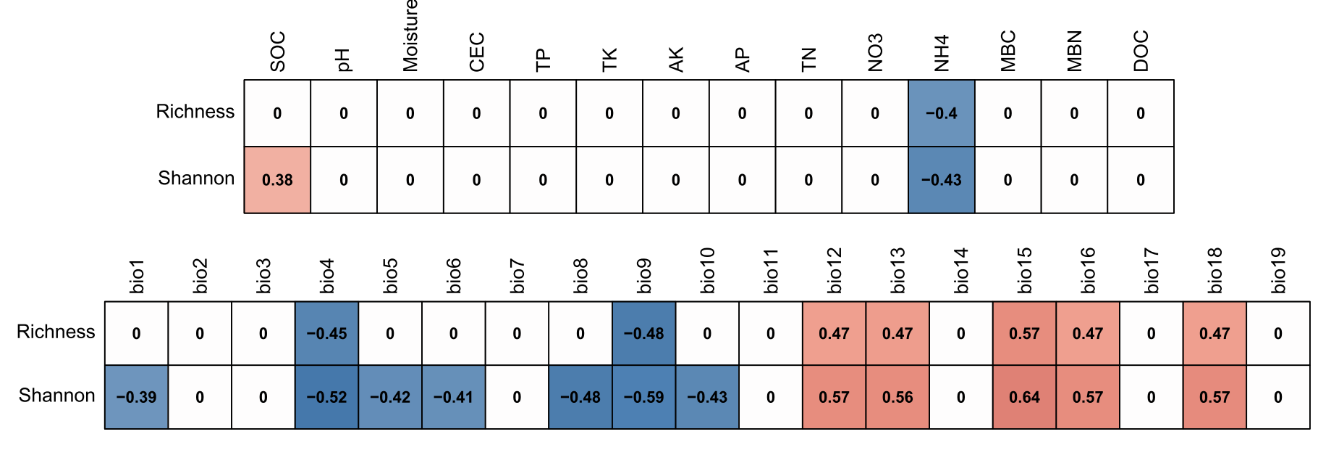 SOC pH Moisture CEC TP TK AK AP TN NO3 NH4 MBC MBN DOC
Richness 0 0 0 0 0 0 0 0 0 0 −0.4 0 0 0
Shannon 0.38 0 0 0 0 0 0 0 0 0 −0.43 0 0 0
bio1 bio2 bio3 bio4 bio5 bio6 bio7 bio8 bio9 bio10 bio11 bio12 bio13 bio14 bio15 bio16 bio17 bio18 bio19
Richness 0 0 0 −0.45 0 0 0 0 −0.48 0 0 0.47 0.47 0 0.57 0.47 0 0.47 0
Shannon −0.39 0 0 −0.52 −0.42 −0.41 0 −0.48 −0.59 −0.43 0 0.57 0.56 0 0.64 0.57 0 0.57 0